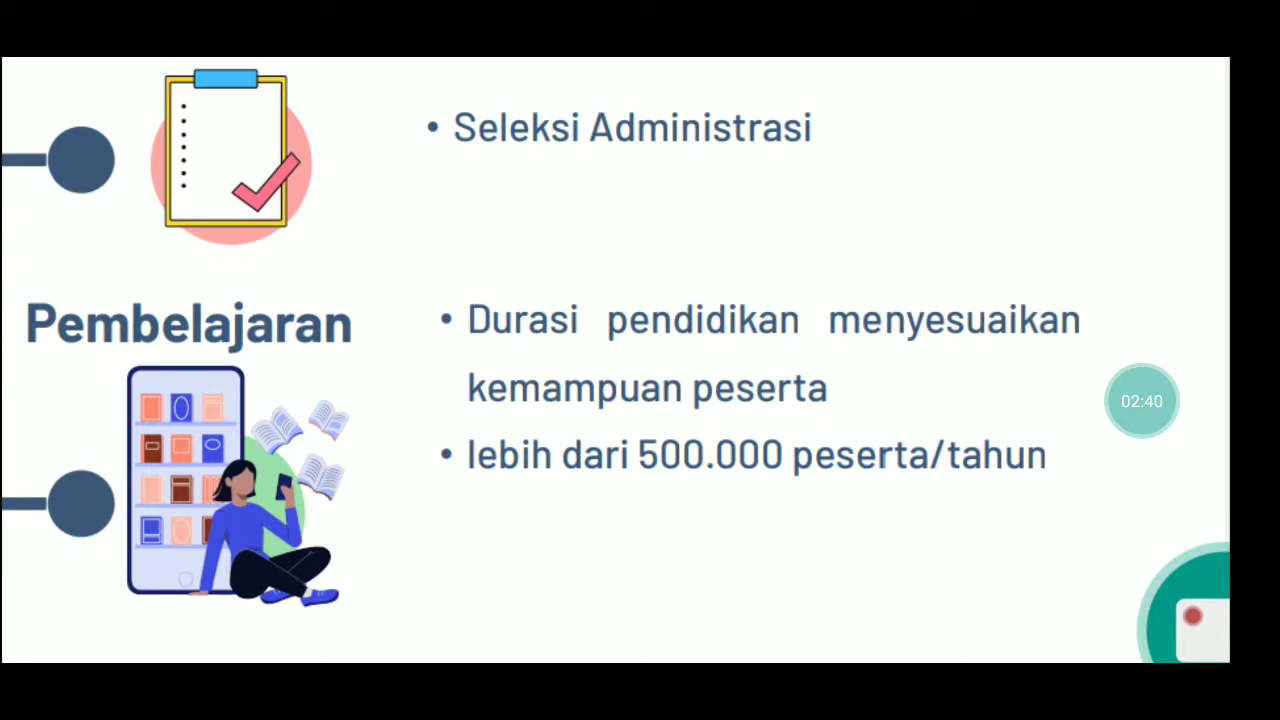 • Seleksi Administrasi
Pembelajaran
• Durasi pendidikan menyesuaikan
kemampuan peserta
• lebih dari 500.000 peserta/tahun
02:40